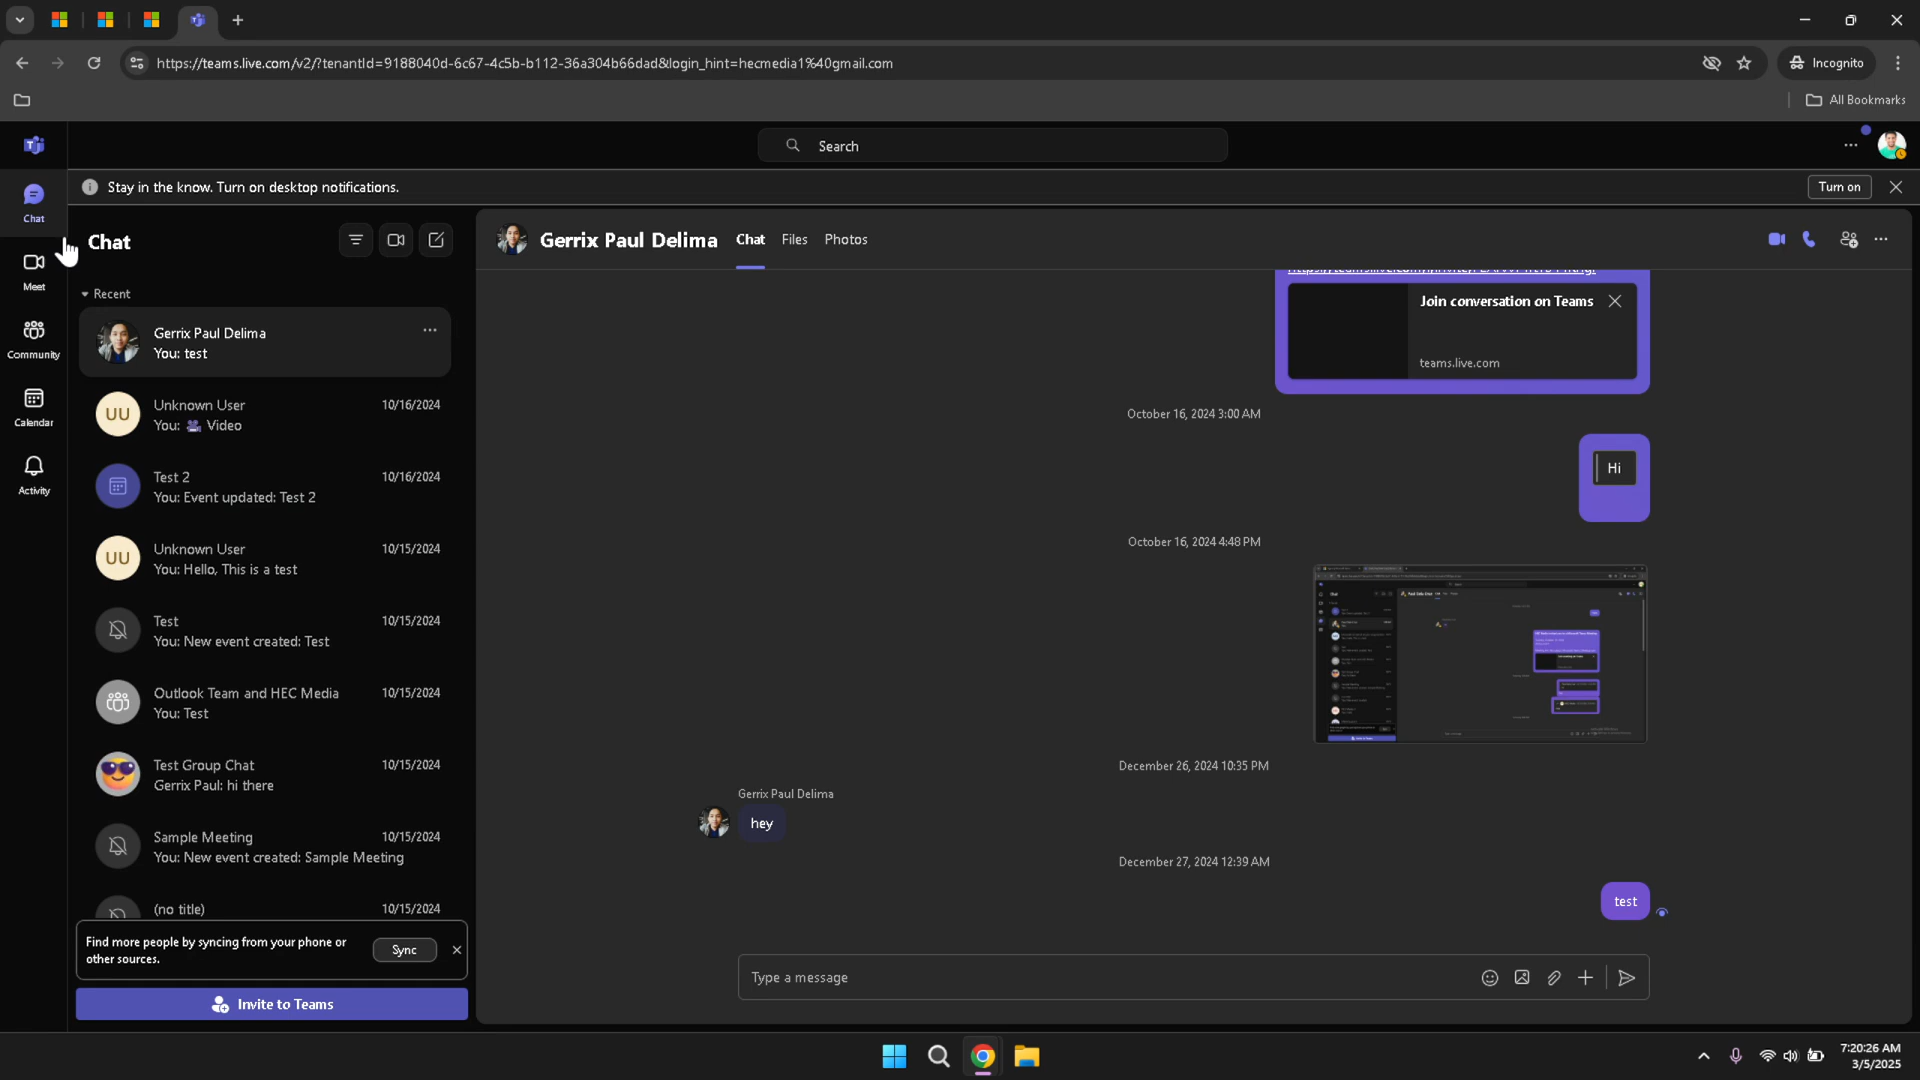 https://teams.live.com/v2/?tenantId=9188040d-6c67-4c5b-b112-36a304b66dad&login_hint=hecmedia1%40gmail.com
Incognito
All Bookmarks
Search
Stay in the know. Turn on desktop notifications.
Turn on
Chat
Meet
Community
Calendar
Activity
Chat
Recent
Gerrix Paul Delima
You: test
Unknown User 10/16/2024
You: 🎥 Video
Test 2 10/16/2024
You: Event updated: Test 2
Unknown User 10/15/2024
You: Hello, This is a test
Test 10/15/2024
You: New event created: Test
Outlook Team and HEC Media 10/15/2024
You: Test
Test Group Chat 10/15/2024
Gerrix Paul: hi there
Sample Meeting 10/15/2024
You: New event created: Sample Meeting
(no title) 10/15/2024
UU
UU
Find more people by syncing from your phone or
other sources.
Sync
Invite to Teams
Gerrix Paul Delima Chat Files Photos
Join conversation on Teams
teams.live.com
October 16, 2024 3:00 AM
Hi
October 16, 2024 4:48 PM
December 26, 2024 10:35 PM
Gerrix Paul Delima
hey
December 27, 2024 12:39 AM
test
Type a message
7:20:26 AM
3/5/2025